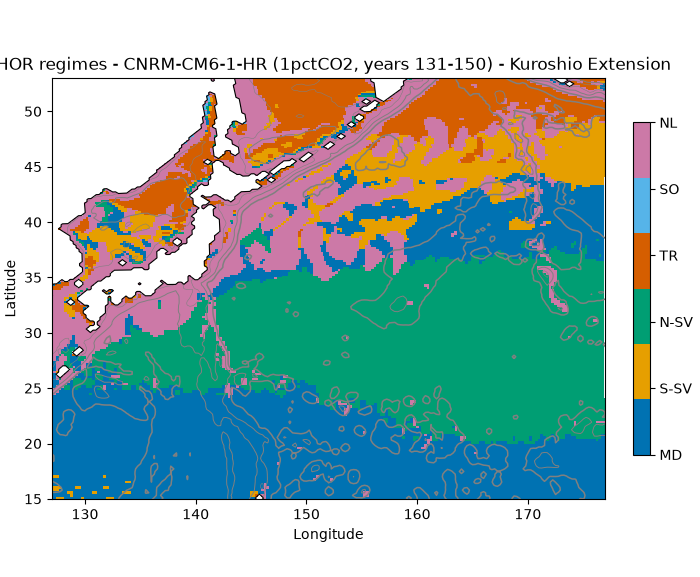 HOR regimes - CNRM-CM6-1-HR (1pctCO2, years 131-150) - Kuroshio Extension
50
45
40
35
30
25
20
15
130
140
150
160
170
Latitude
Longitude
NL
SO
TR
N-SV
S-SV
MD